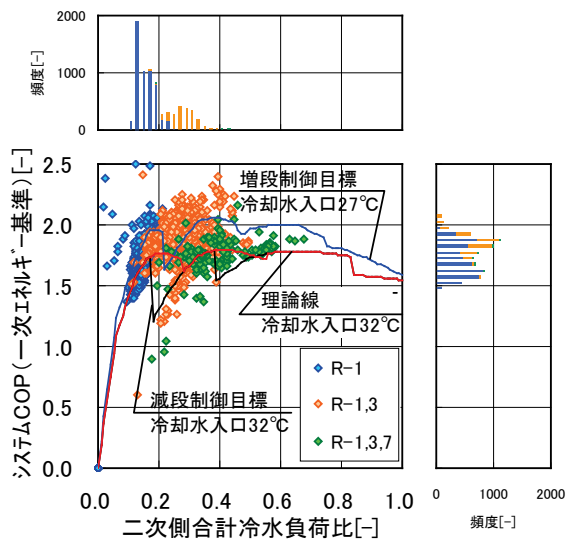 2000
1000
0
頻度[-]
2.5
2.0
1.5
1.0
0.5
0.0
システムCOP(一次エネルギー基準)[-]
増段制御目標
冷却水入口27℃
理論線
冷却水入口32℃
減段制御目標
冷却水入口32℃
R-1
R-1,3
R-1,3,7
0.0
0.2
0.4
0.6
0.8
1.0
二次側合計冷水負荷比[-]
0
1000
2000
頻度[-]